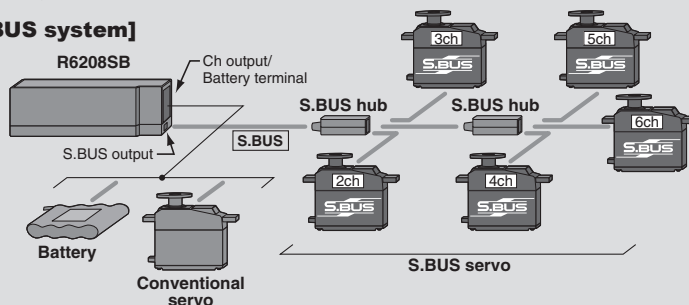 BUS system]
R6208SB
Ch output/
Battery terminal
S.BUS output
S.BUS
S.BUS hub
S.BUS hub
3ch
S.BUS
5ch
S.BUS
6ch
S.BUS
2ch
S.BUS
4ch
S.BUS
Battery
Conventional
servo
S.BUS servo